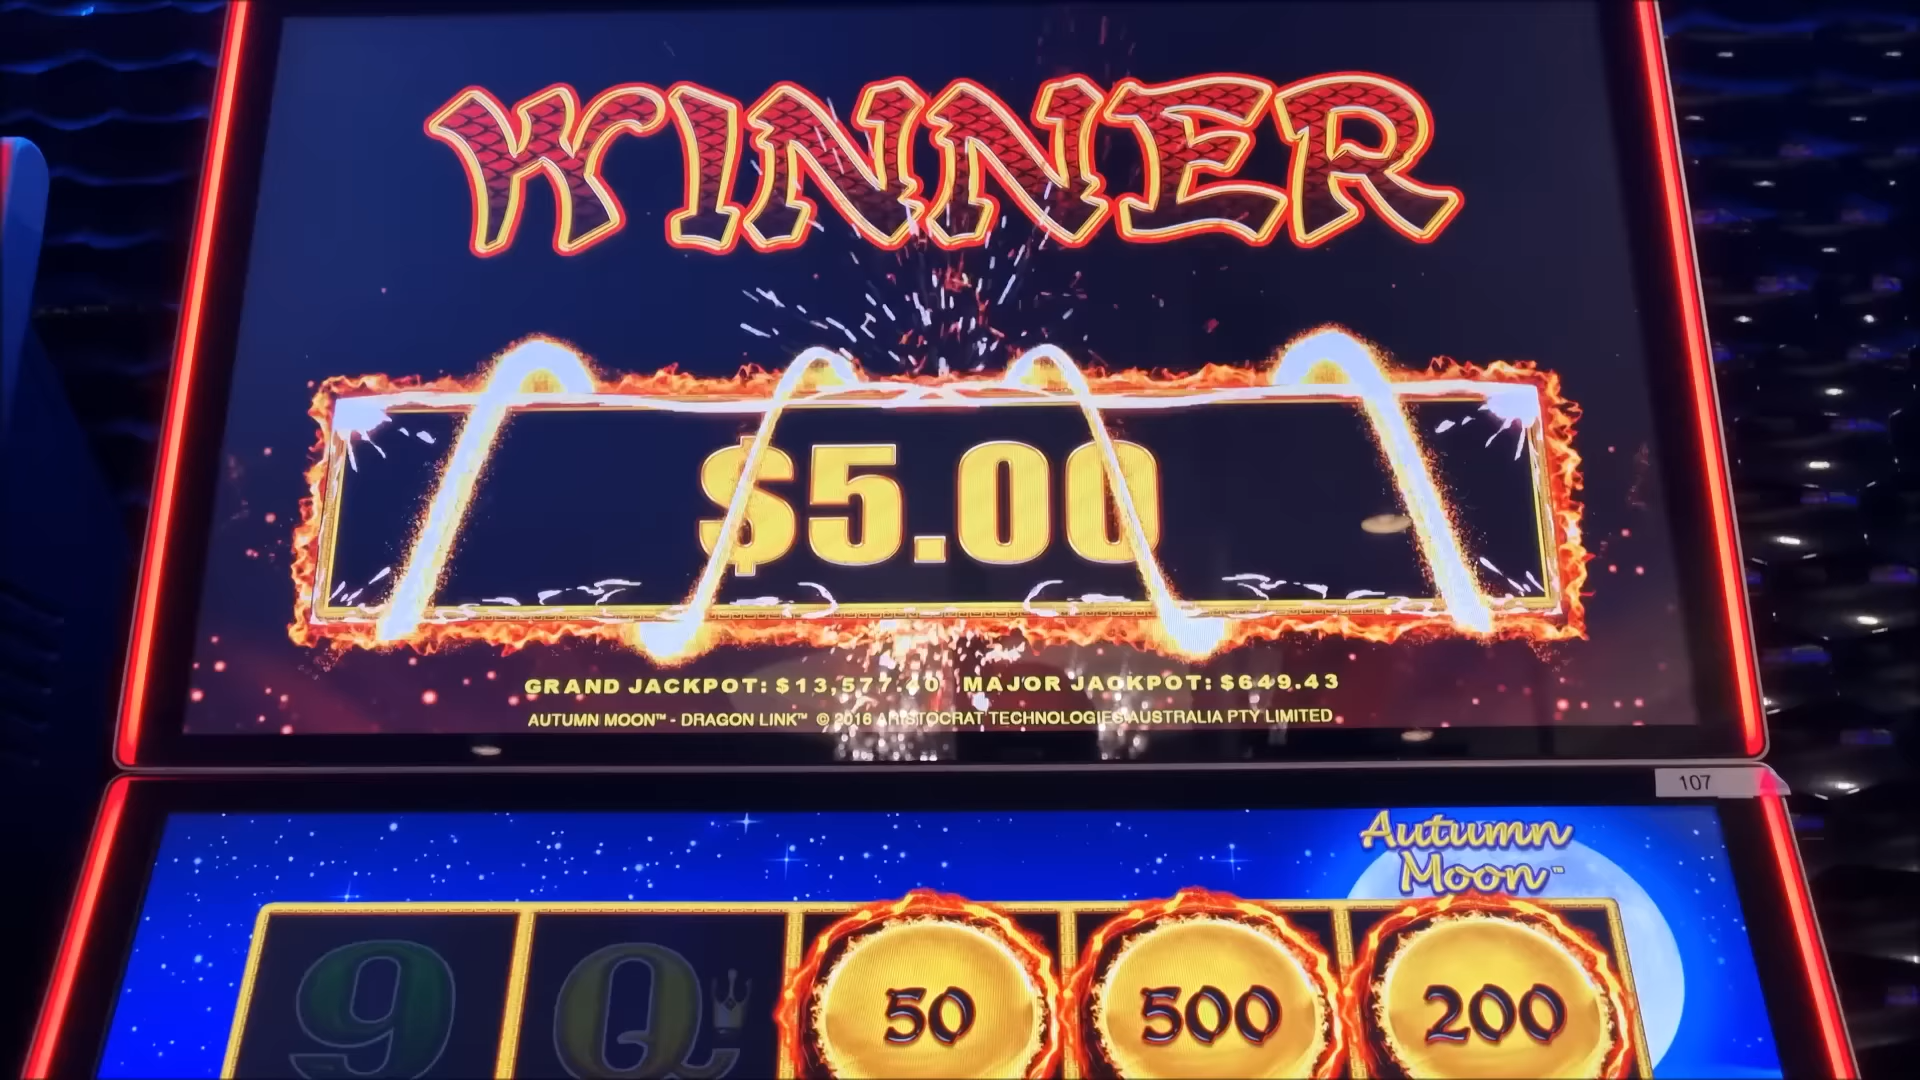 WINNER
$5.00
GRAND JACKPOT: $13,577.40 MAJOR JACKPOT: $649.43
AUTUMN MOON™ - DRAGON LINK™ © 2016 ARISTOCRAT TECHNOLOGIES AUSTRALIA PTY LIMITED
107
Autumn
Moon™
9 Q 50 500 200